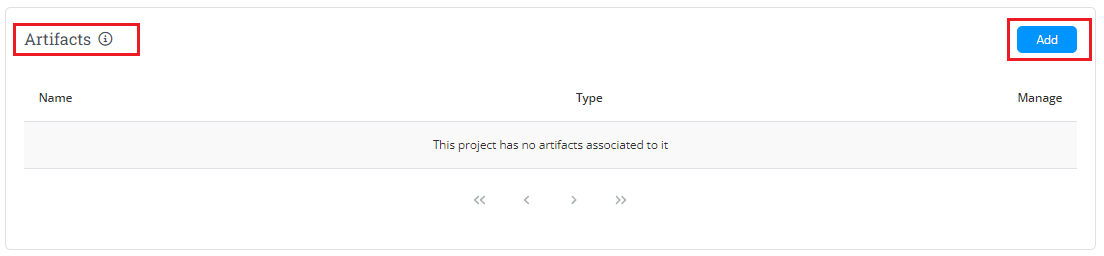 Artifacts
Add
Name Type Manage
This project has no artifacts associated to it